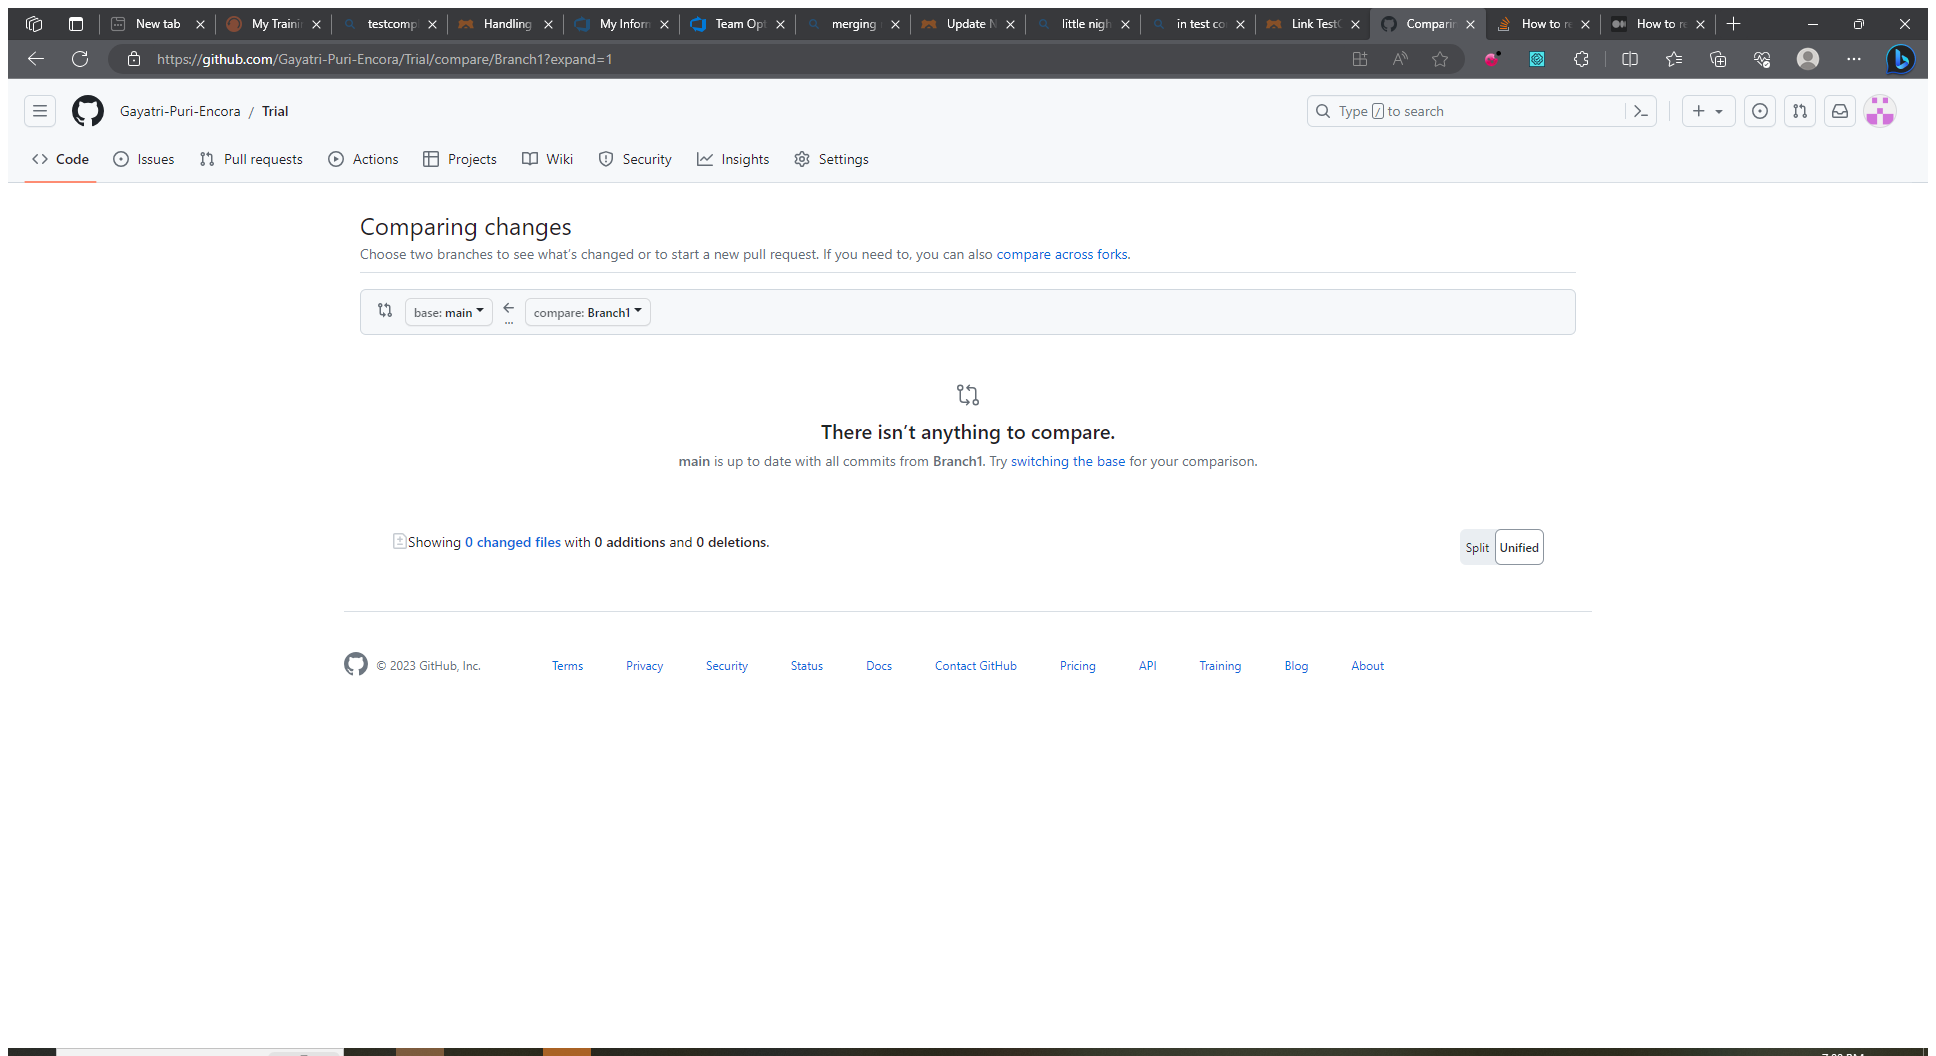 New tab
My Traini
testcomp
Handling
My Inform
Team Opt
merging
Update N
little nigh
in test co
Link Test
Comparin
How to re
How to re
https://github.com/Gayatri-Puri-Encora/Trial/compare/Branch1?expand=1
Gayatri-Puri-Encora / Trial
Type / to search
Code Issues Pull requests Actions Projects Wiki Security Insights Settings
Comparing changes
Choose two branches to see what's changed or to start a new pull request. If you need to, you can also compare across forks.
base: main ← compare: Branch1
...
There isn't anything to compare.
main is up to date with all commits from Branch1. Try switching the base for your comparison.
Showing 0 changed files with 0 additions and 0 deletions.
Split Unified
© 2023 GitHub, Inc. Terms Privacy Security Status Docs Contact GitHub Pricing API Training Blog About